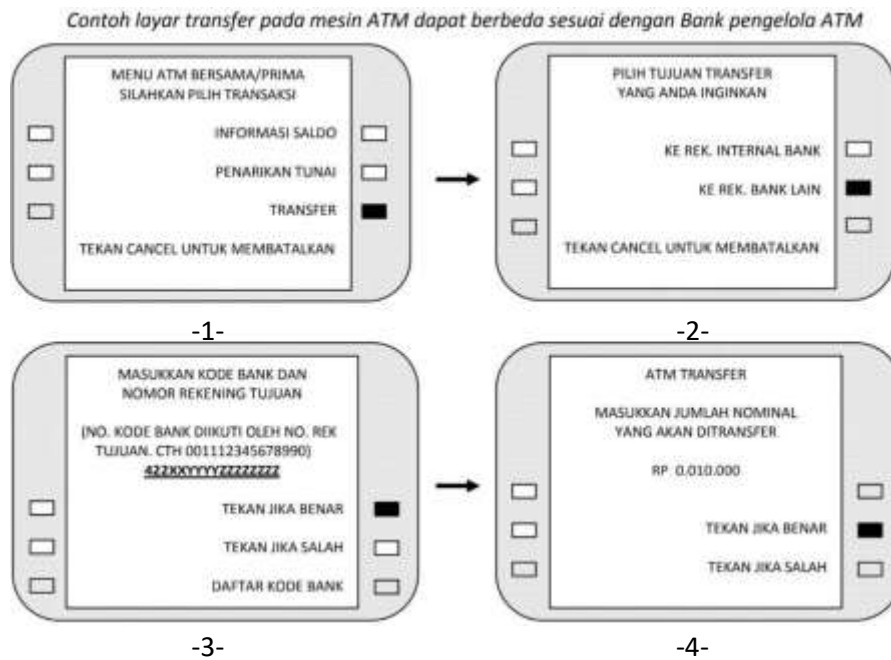 Contoh layar transfer pada mesin ATM dapat berbeda sesuai dengan Bank pengelola ATM
MENU ATM BERSAMA/PRIMA
SILAHKAN PILIH TRANSAKSI
INFORMASI SALDO
PENARIKAN TUNAI
TRANSFER
TEKAN CANCEL UNTUK MEMBATALKAN
-1-
PILIH TUJUAN TRANSFER
YANG ANDA INGINKAN
KE REK. INTERNAL BANK
KE REK. BANK LAIN
TEKAN CANCEL UNTUK MEMBATALKAN
-2-
MASUKKAN KODE BANK DAN
NOMOR REKENING TUJUAN
(NO. KODE BANK DIIKUTI OLEH NO. REK
TUJUAN. CTH 001112345678990)
TEKAN JIKA BENAR
TEKAN JIKA SALAH
DAFTAR KODE BANK
-3-
ATM TRANSFER
MASUKKAN JUMLAH NOMINAL
YANG AKAN DITRANSFER
RP 0.010.000
TEKAN JIKA BENAR
TEKAN JIKA SALAH
-4-